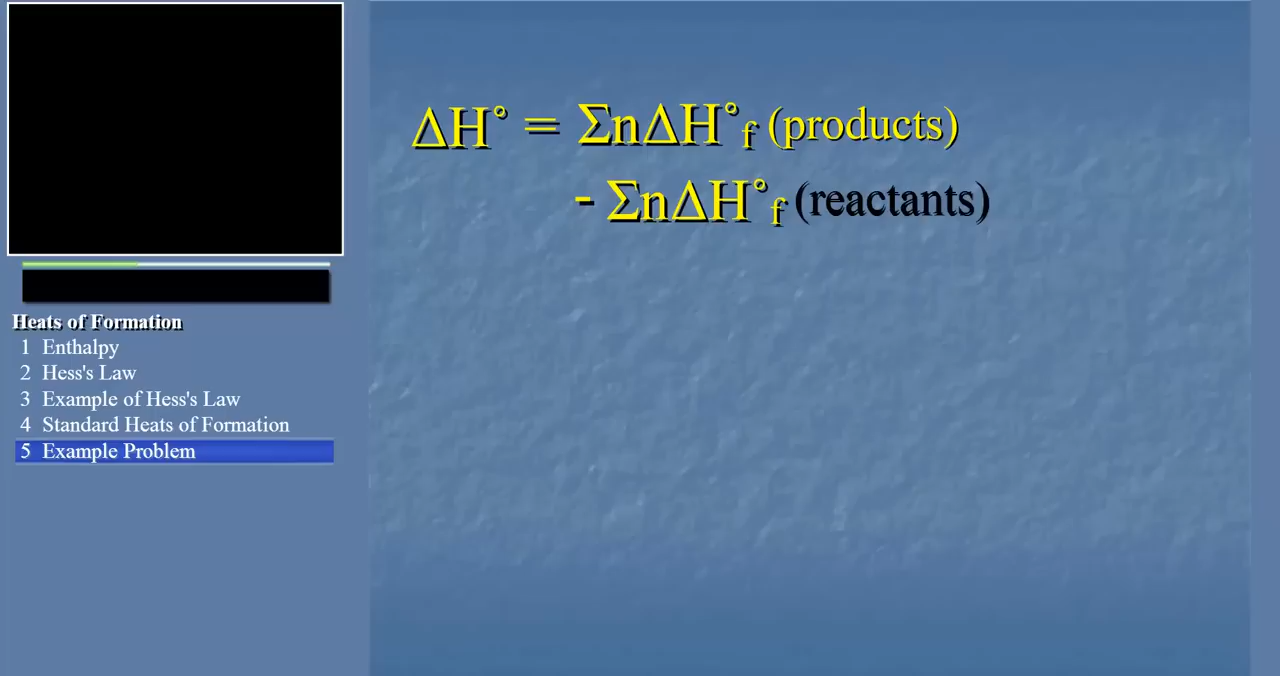 ΔH° = ΣnΔH°f (products)
- ΣnΔH°f (reactants)
Heats of Formation
1 Enthalpy
2 Hess's Law
3 Example of Hess's Law
4 Standard Heats of Formation
5 Example Problem